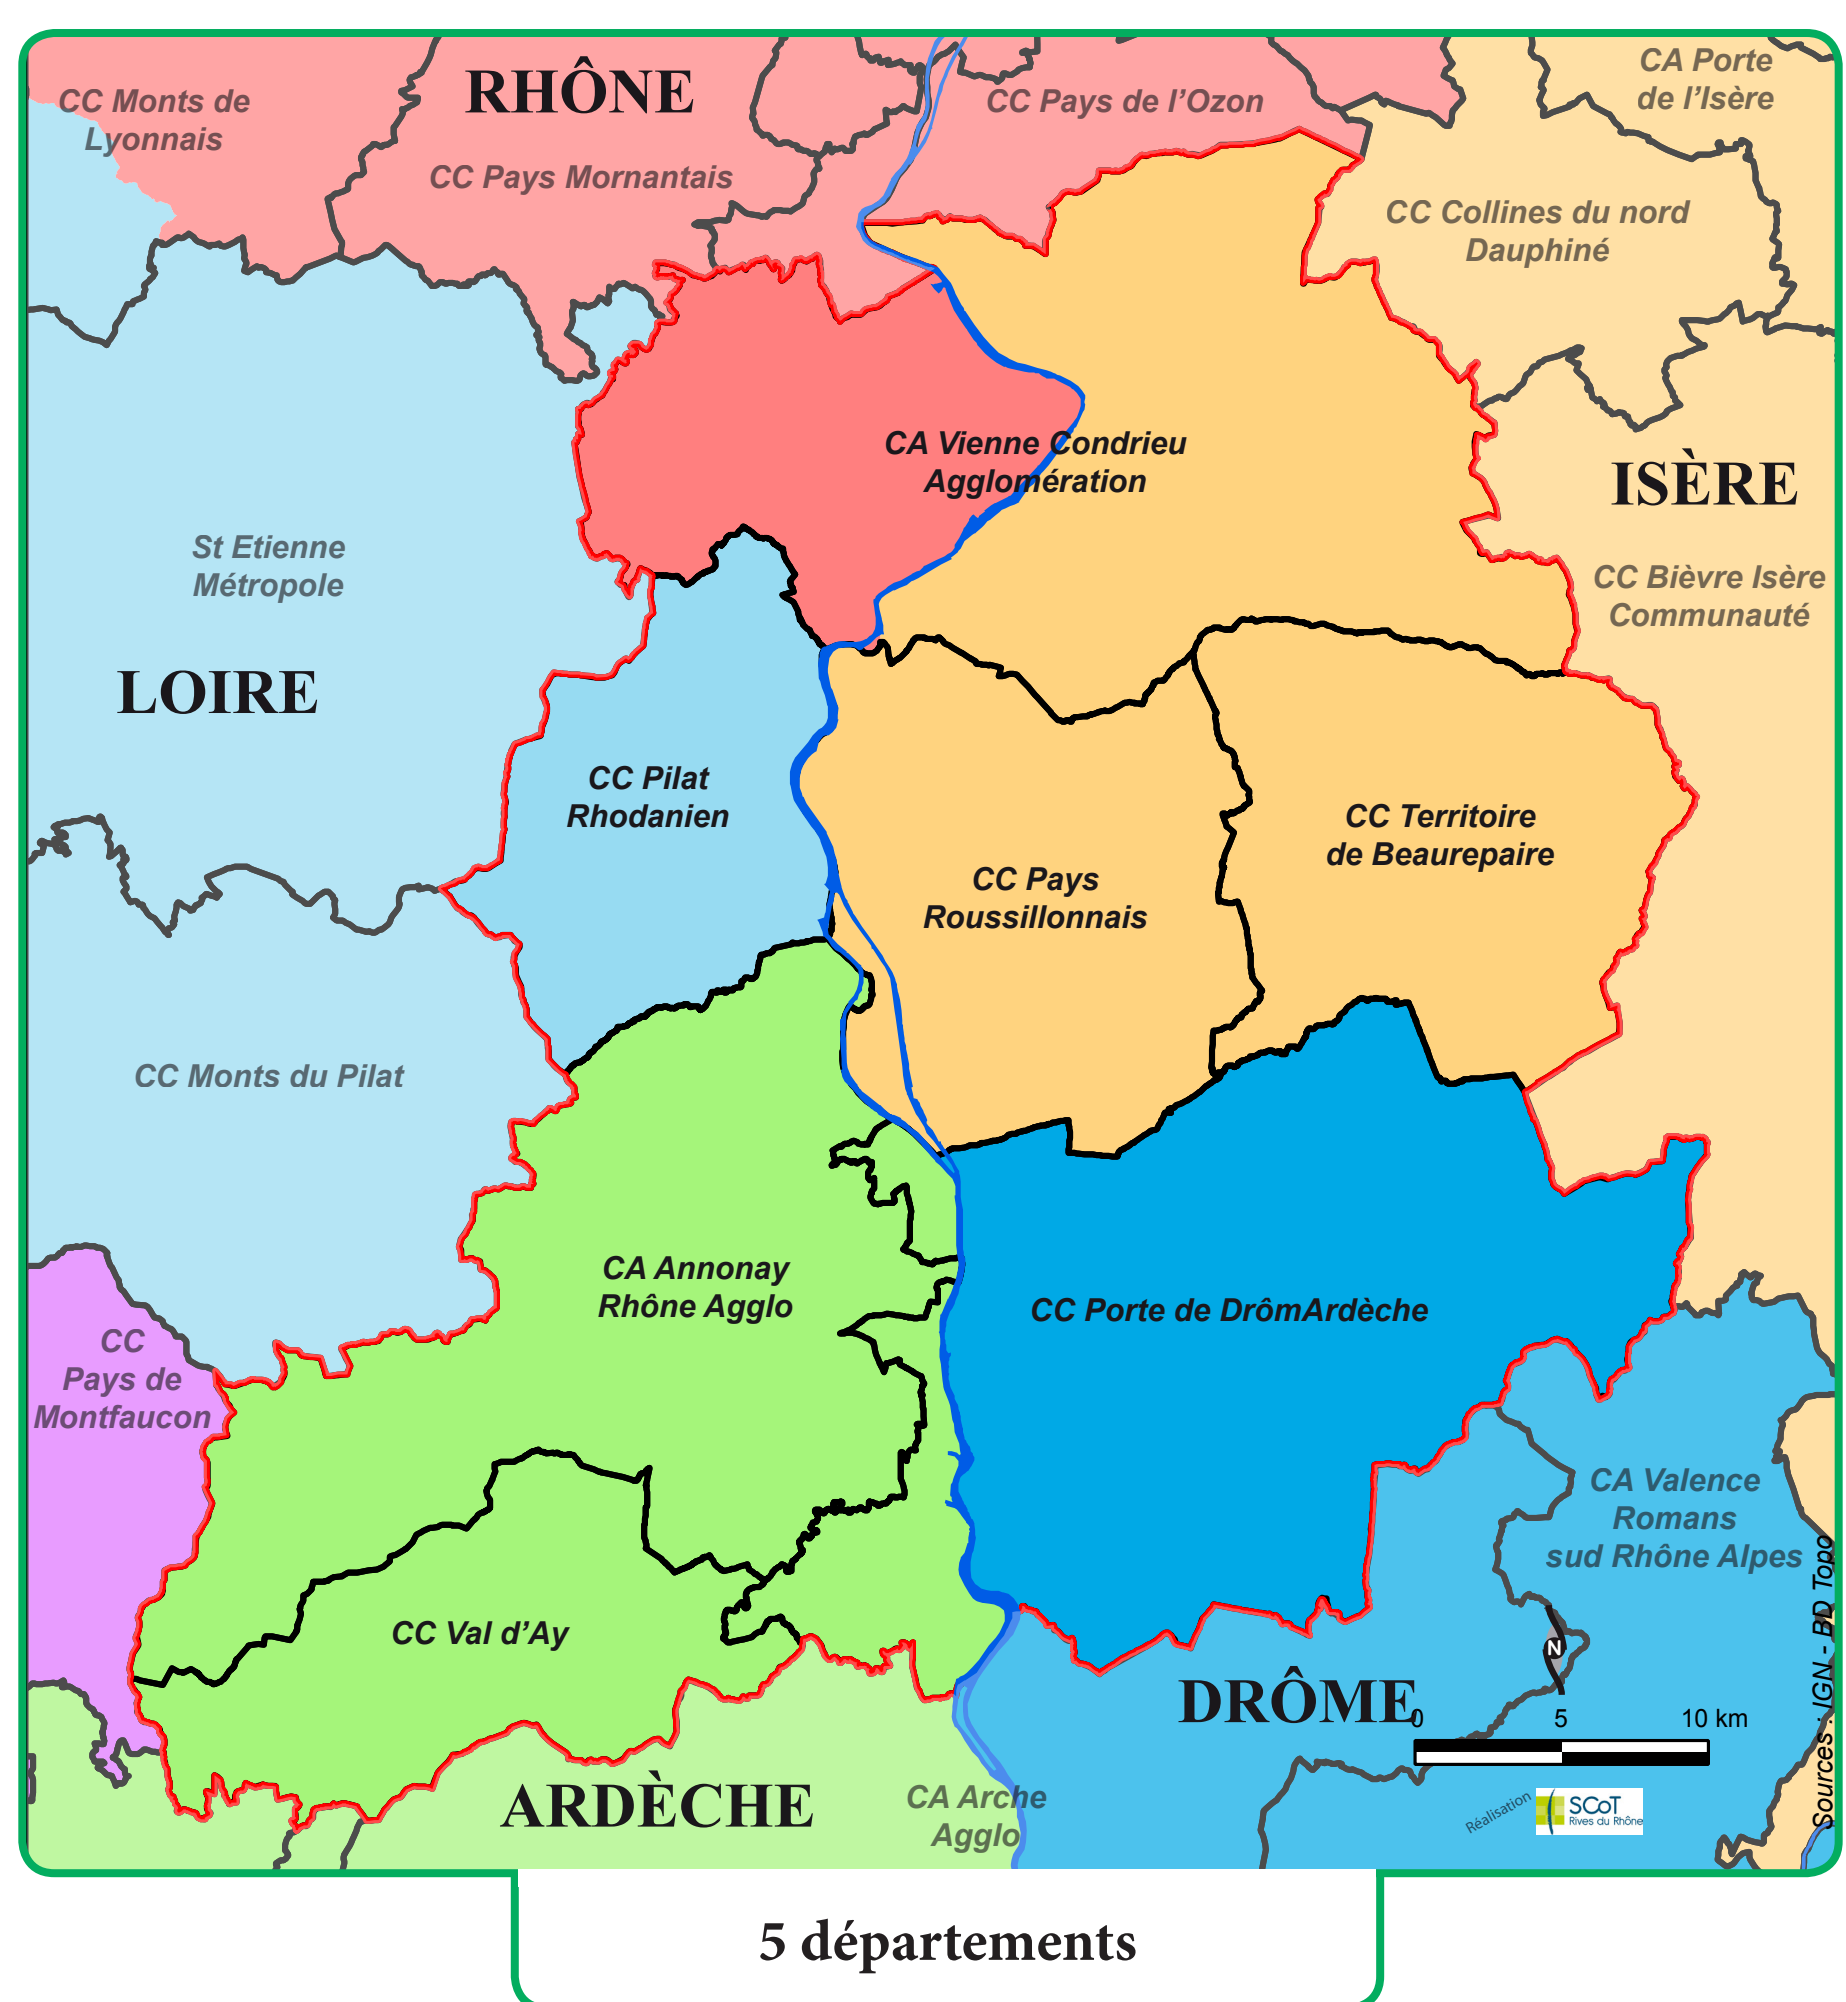 CC Monts de
Lyonnais
RHÔNE
CC Pays Mornantais
CC Pays de l'Ozon
CA Porte
de l'Isère
CC Collines du nord
Dauphiné
CA Vienne Condrieu
Agglomération
ISÈRE
St Etienne
Métropole
CC Bièvre Isère
Communauté
LOIRE
CC Pilat
Rhodanien
CC Territoire
de Beaurepaire
CC Pays
Roussillonnais
CC Monts du Pilat
CA Annonay
Rhône Agglo
CC Porte de DrômArdèche
CC
Pays de
Montfaucon
CA Valence
Romans
sud Rhône Alpes
CC Val d'Ay
N
DRÔME
0 5 10 km
ARDÈCHE
CA Arche
Agglo
Réalisation
SCoT
Rives du Rhône
Sources : IGN - BD Topo
5 départements